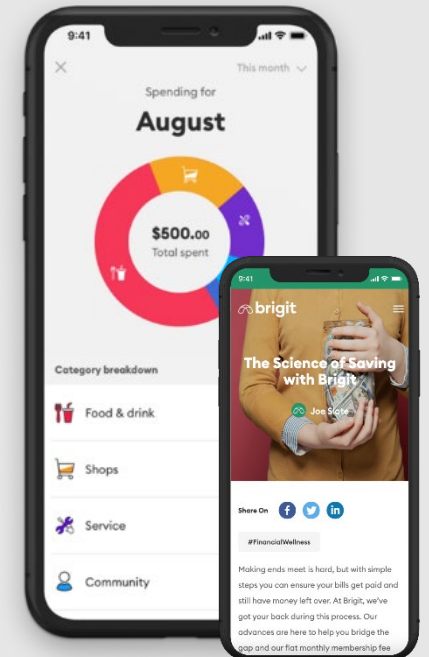 9:41
This month
Spending for
August
$500.00
Total spent
Category breakdown
Food & drink
Shops
Service
Community
9:41
brigit
The Science of Saving
with Brigit
Joe Slate
Share On
#FinancialWellness
Making ends meet is hard, but with simple
steps you can ensure your bills get paid and
still have money left over. At Brigit, we've
got your back during this process. Our
advances are here to help you bridge the
gap and our flat monthly membership fee